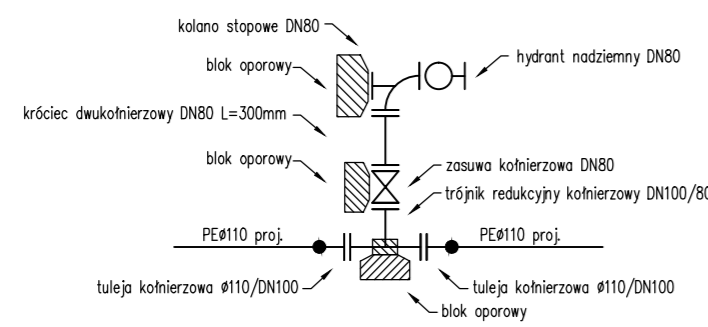 kolano stopowe DN80
hydrant nadziemny DN80
blok oporowy
króciec dwukołnierzowy DN80 L=300mm
blok oporowy
zasuwa kołnierzowa DN80
trójnik redukcyjny kołnierzowy DN100/80
PEø110 proj.
PEø110 proj.
tuleja kołnierzowa ø110/DN100
tuleja kołnierzowa ø110/DN100
blok oporowy